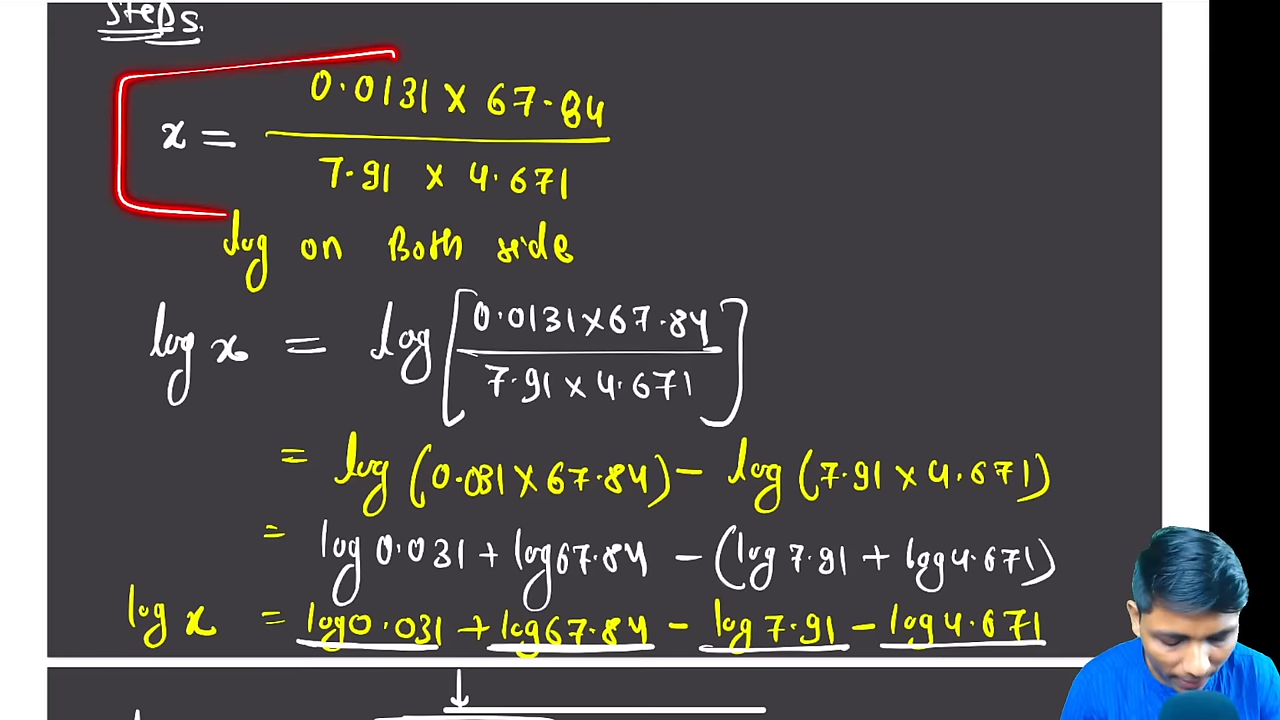 Steps.
x = 0.0131 × 67.84
7.91 × 4.671
log on Both side
log x = log [ 0.0131 × 67.84
7.91 × 4.671 ]
= log (0.031 × 67.84) - log (7.91 × 4.671)
= log 0.031 + log 67.84 - (log 7.91 + log 4.671)
log x = log 0.031 + log 67.84 - log 7.91 - log 4.671